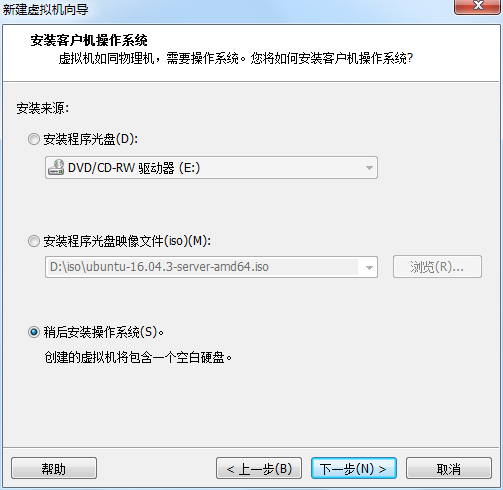 新建虚拟机向导
安装客户机操作系统
虚拟机如同物理机，需要操作系统。您将如何安装客户机操作系统?
安装来源:
安装程序光盘(D):
DVD/CD-RW 驱动器 (E:)
安装程序光盘映像文件(iso)(M):
D:\iso\ubuntu-16.04.3-server-amd64.iso
浏览(R)...
稍后安装操作系统(S)。
创建的虚拟机将包含一个空白硬盘。
帮助
< 上一步(B)
下一步(N) >
取消